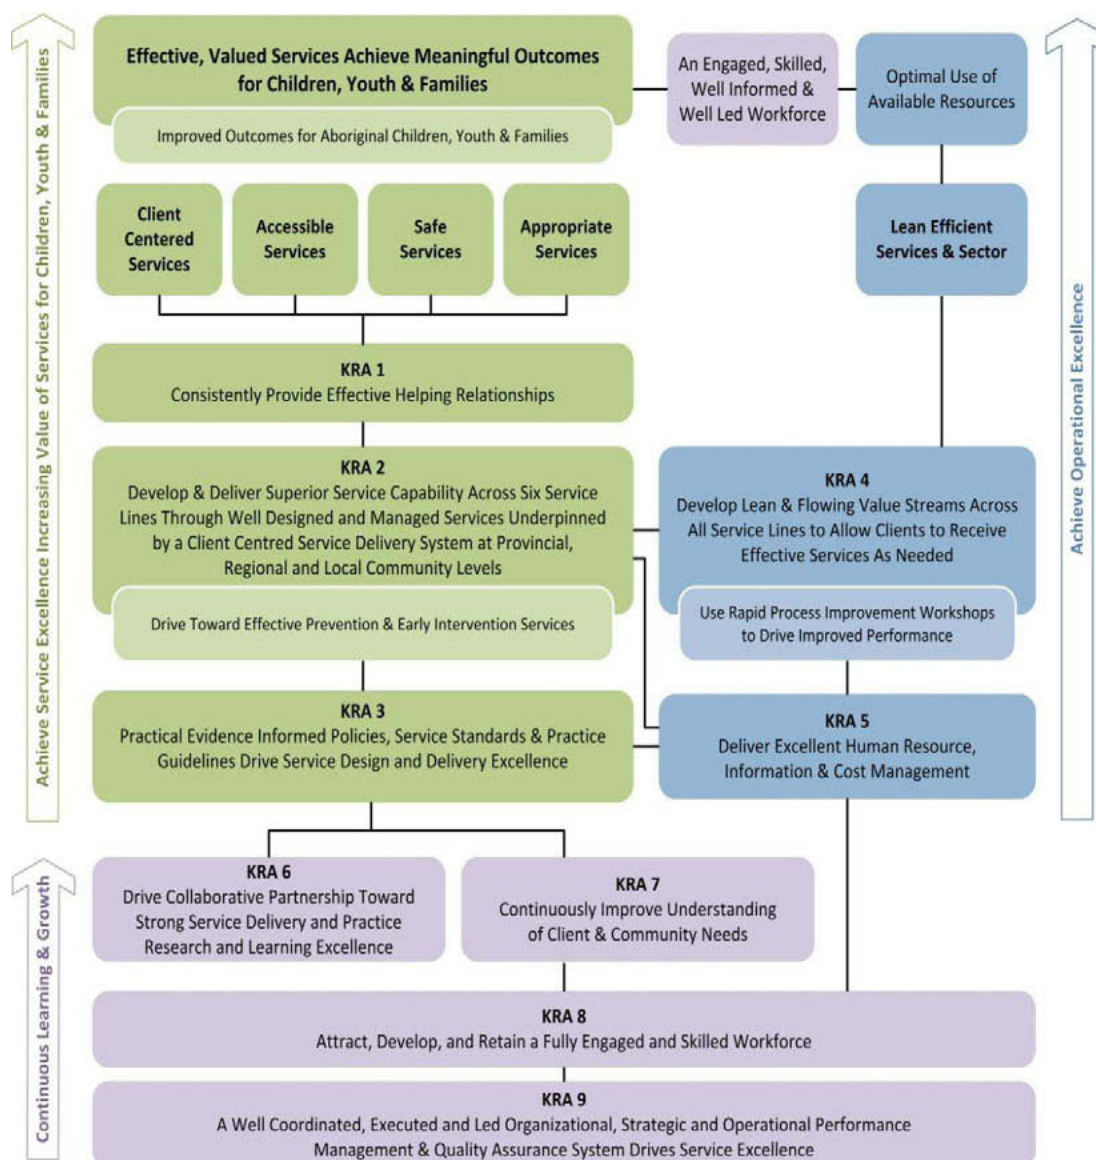 Achieve Service Excellence Increasing Value of Services for Children, Youth & Families
Effective, Valued Services Achieve Meaningful Outcomes
for Children, Youth & Families
Improved Outcomes for Aboriginal Children, Youth & Families
An Engaged, Skilled,
Well Informed &
Well Led Workforce
Optimal Use of
Available Resources
Achieve Operational Excellence
Client
Centered
Services
Accessible
Services
Safe
Services
Appropriate
Services
Lean Efficient
Services & Sector
KRA 1
Consistently Provide Effective Helping Relationships
KRA 2
Develop & Deliver Superior Service Capability Across Six Service
Lines Through Well Designed and Managed Services Underpinned
by a Client Centred Service Delivery System at Provincial,
Regional and Local Community Levels
Drive Toward Effective Prevention & Early Intervention Services
KRA 4
Develop Lean & Flowing Value Streams Across
All Service Lines to Allow Clients to Receive
Effective Services As Needed
Use Rapid Process Improvement Workshops
to Drive Improved Performance
KRA 3
Practical Evidence Informed Policies, Service Standards & Practice
Guidelines Drive Service Design and Delivery Excellence
KRA 5
Deliver Excellent Human Resource,
Information & Cost Management
Continuous Learning & Growth
KRA 6
Drive Collaborative Partnership Toward
Strong Service Delivery and Practice
Research and Learning Excellence
KRA 7
Continuously Improve Understanding
of Client & Community Needs
KRA 8
Attract, Develop, and Retain a Fully Engaged and Skilled Workforce
KRA 9
A Well Coordinated, Executed and Led Organizational, Strategic and Operational Performance
Management & Quality Assurance System Drives Service Excellence